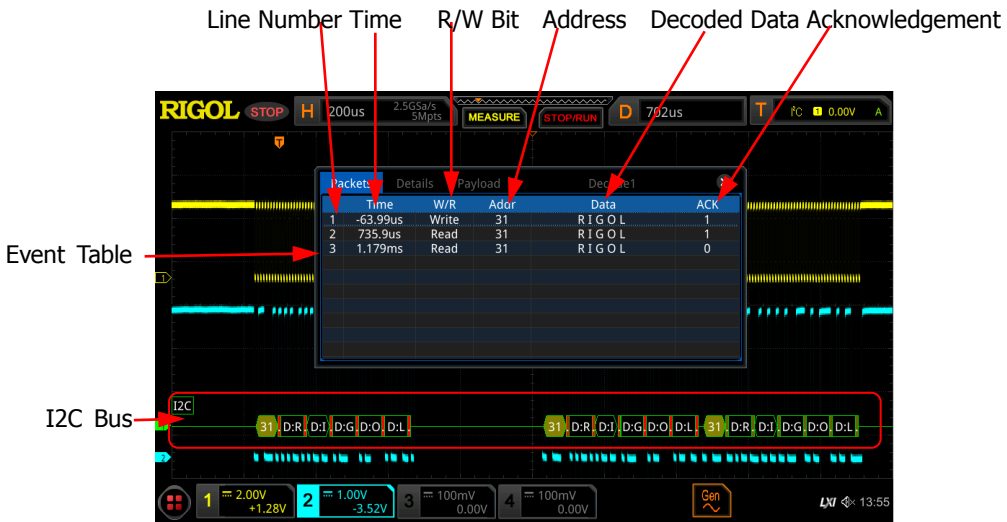 Line Number Time R/W Bit Address Decoded Data Acknowledgement
RIGOL STOP H 200us 2.5GSa/s 5Mpts MEASURE STOP/RUN D 702us T I²C 1 0.00V A
T
Packets Details Payload Decode1
Time W/R Addr Data ACK
1 -63.99us Write 31 R I G O L 1
2 735.9us Read 31 R I G O L 1
3 1.179ms Read 31 R I G O L 0
Event Table
1
I2C Bus
I2C
31 D:R D:I D:G D:O D:L 31 D:R D:I D:G D:O D:L 31 D:R D:I D:G D:O D:L
2
1 2.00V +1.28V 2 1.00V -3.52V 3 100mV 0.00V 4 100mV 0.00V Gen LXI 13:55